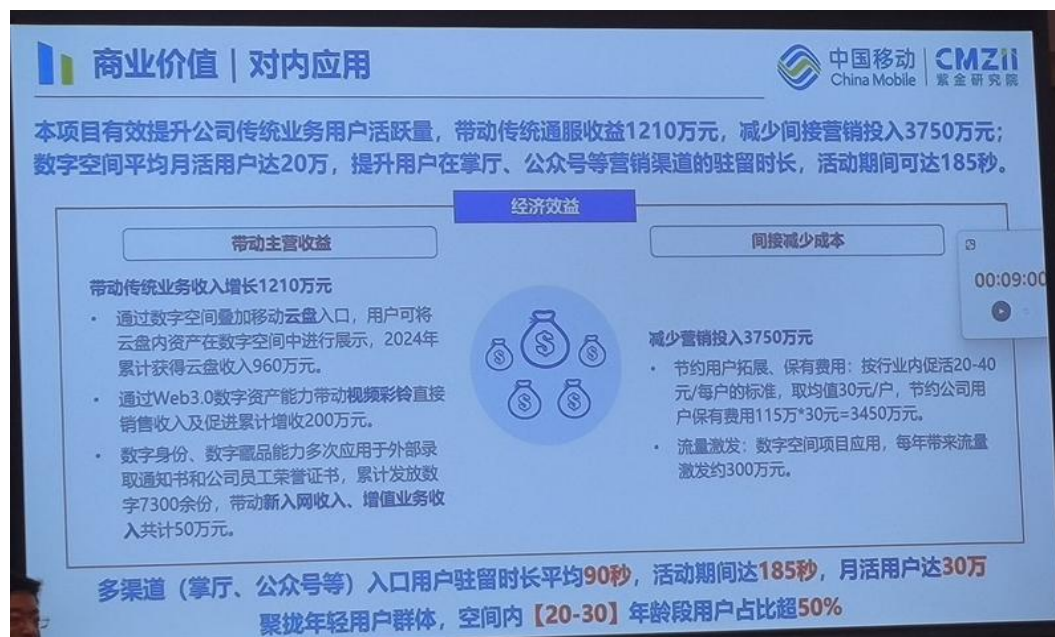 商业价值｜对内应用
中国移动
China Mobile
CMZII
紫金研究院
本项目有效提升公司传统业务用户活跃量，带动传统通服收益1210万元，减少间接营销投入3750万元；
数字空间平均月活用户达20万，提升用户在掌厅、公众号等营销渠道的驻留时长，活动期间可达185秒。
经济效益
带动主营收益
带动传统业务收入增长1210万元
• 通过数字空间叠加移动云盘入口，用户可将
云盘内资产在数字空间中进行展示，2024年
累计获得云盘收入960万元。
• 通过Web3.0数字资产能力带动视频彩铃直接
销售收入及促进累计增收200万元。
• 数字身份、数字藏品能力多次应用于外部录
取通知书和公司员工荣誉证书，累计发放数
字7300余份，带动新入网收入、增值业务收
入共计50万元。
间接减少成本
减少营销投入3750万元
• 节约用户拓展、保有费用：按行业内促活20-40
元/每户的标准，取均值30元/户，节约公司用
户保有费用115万*30元=3450万元。
• 流量激发：数字空间项目应用，每年带来流量
激发约300万元。
00:09:00
多渠道（掌厅、公众号等）入口用户驻留时长平均90秒，活动期间达185秒，月活用户达30万
聚拢年轻用户群体，空间内【20-30】年龄段用户占比超50%